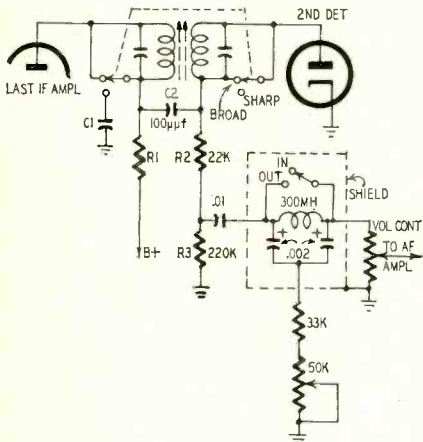 2ND DET
LAST IF AMPL
SHARP
BROAD
C1
C2
100μμf
R1
R2
22K
IN
OUT
SHIELD
300MH
.01
VOL CONT
TO AF
AMPL
+
+
.002
B+
R3
220K
33K
50K